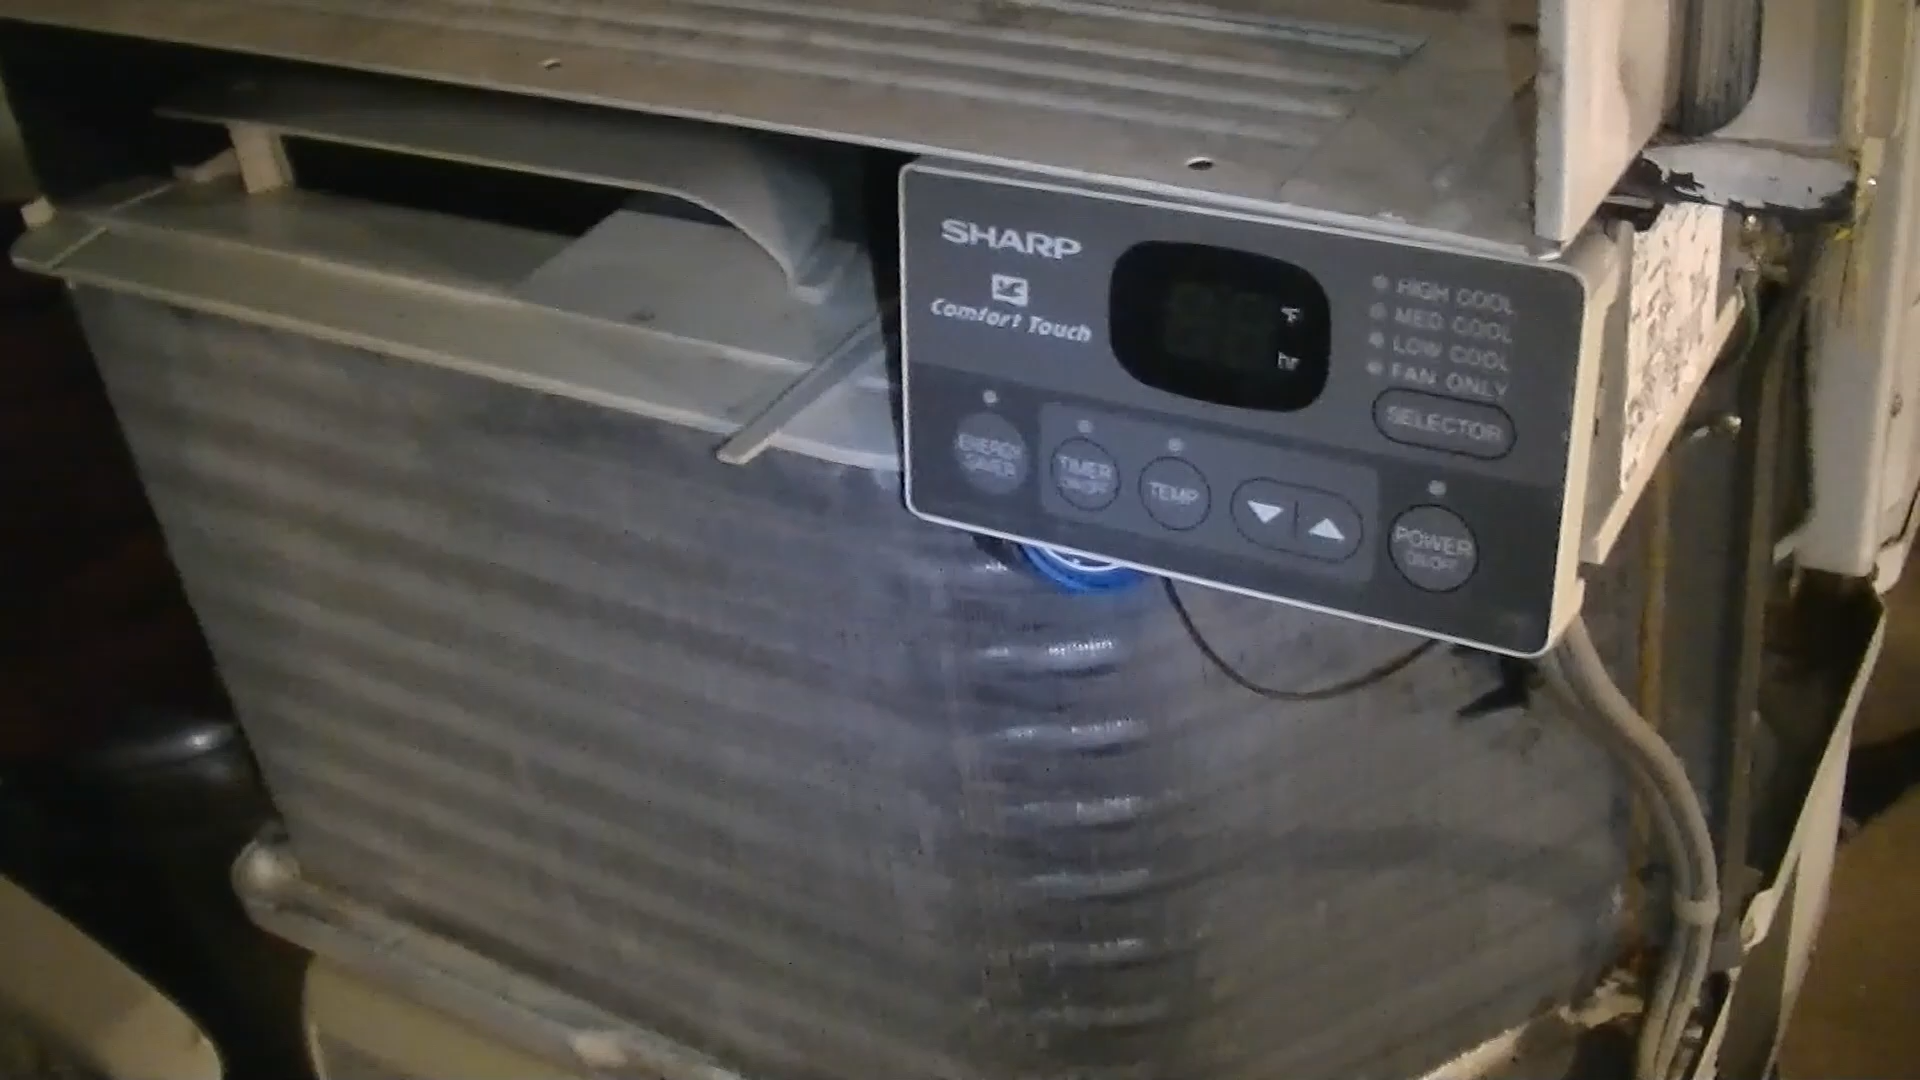 SHARP
Comfort Touch
°F
hr
HIGH COOL
MED COOL
LOW COOL
FAN ONLY
SELECTOR
ENERGY
SAVER
TIMER
ON/OFF
TEMP
POWER
ON/OFF